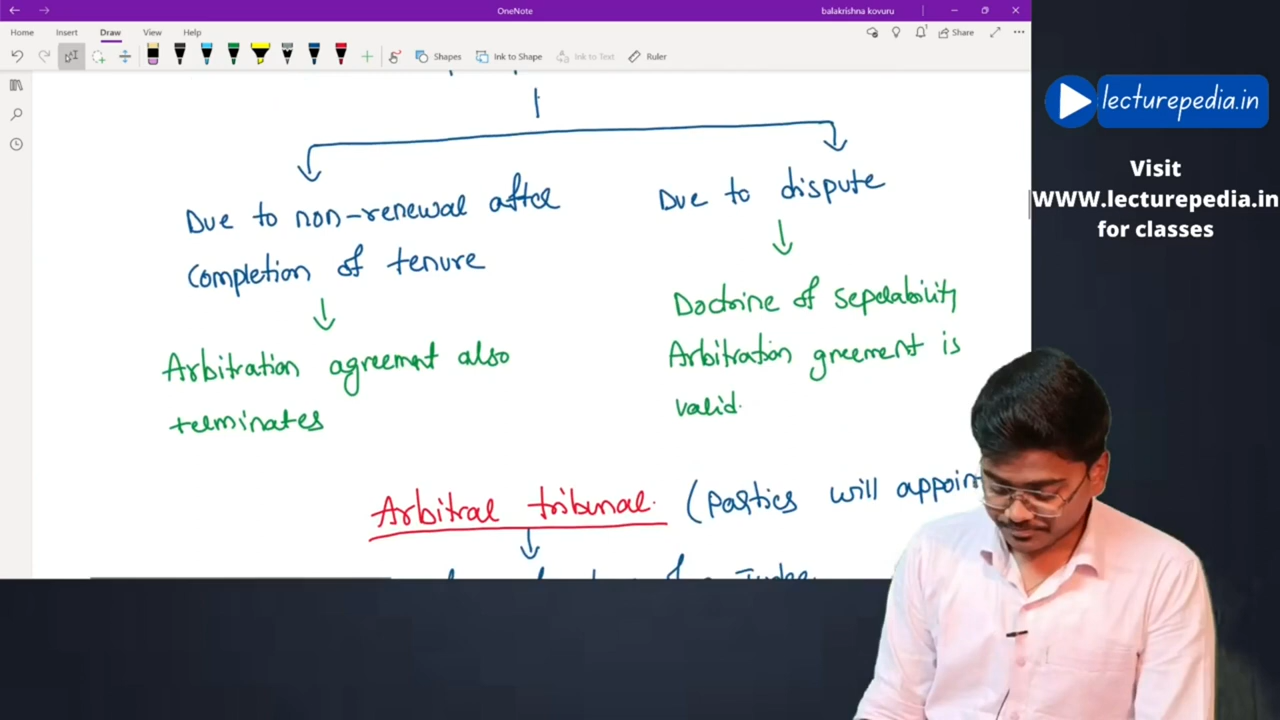 OneNote
balakrishna kovuru
Home Insert Draw View Help
Share
Shapes Ink to Shape Ink to Text Ruler
lecturepedia.in
Visit
WWW.lecturepedia.in
for classes
Due to non-renewal after
completion of tenure
Arbitration agreement also
terminates
Due to dispute
Doctrine of seperability
Arbitration greement is
valid.
Arbitral tribunal. (parties will appoin